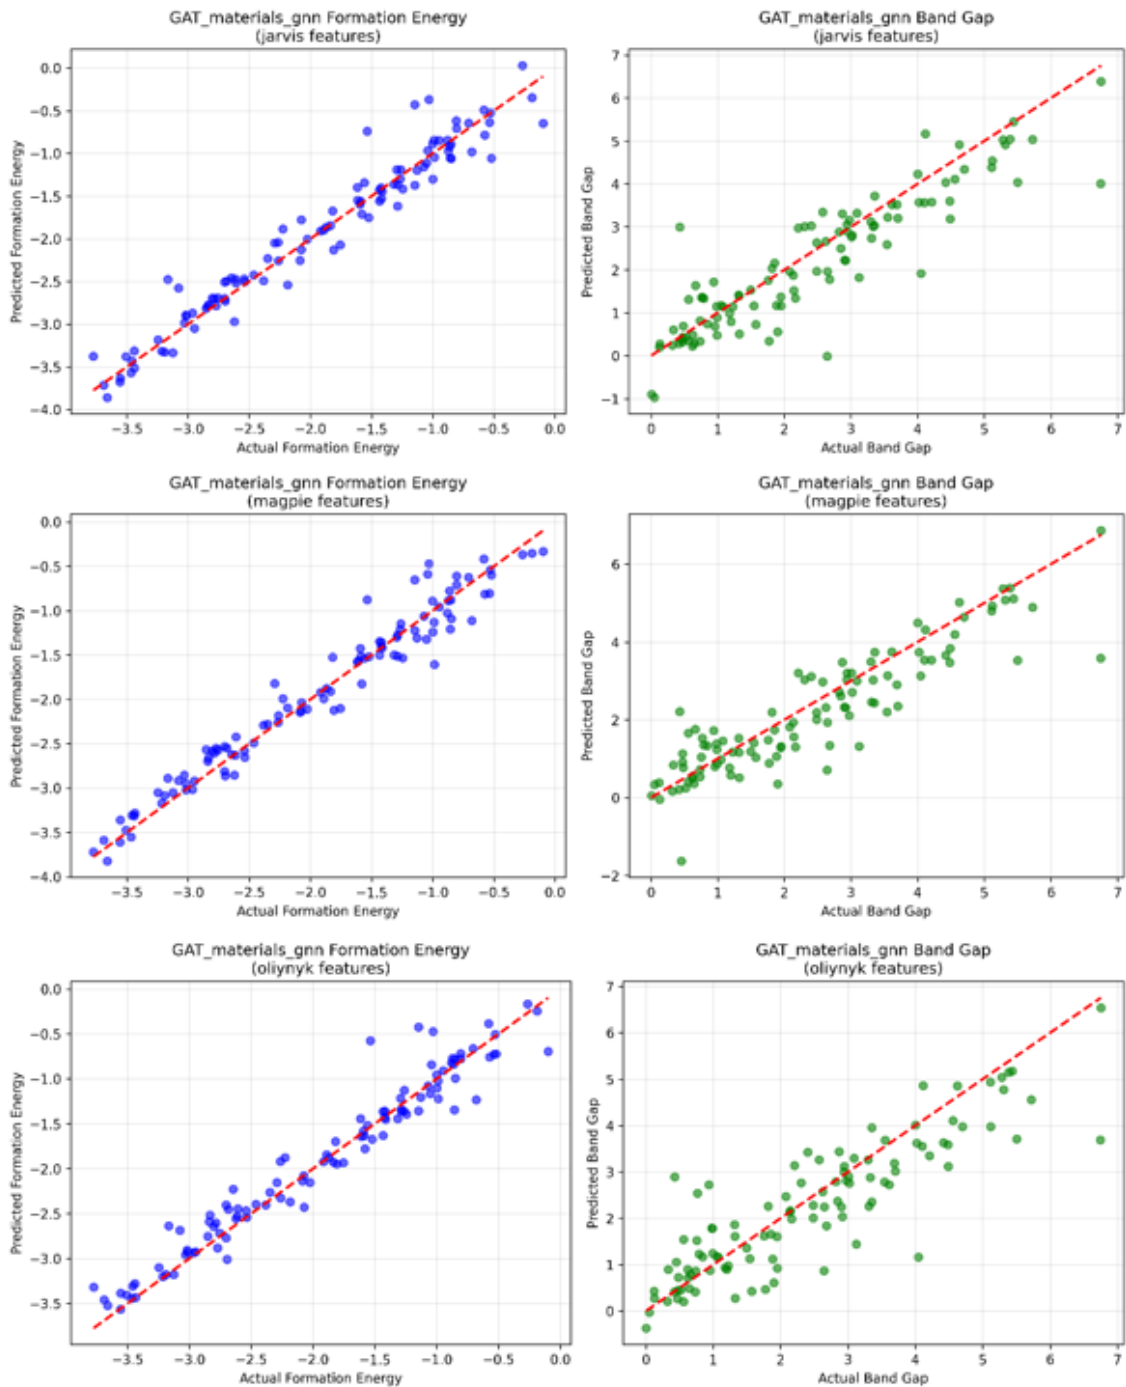 GAT_materials_gnn Formation Energy
(jarvis features)
Predicted Formation Energy
0.0
−0.5
−1.0
−1.5
−2.0
−2.5
−3.0
−3.5
−4.0
−3.5 −3.0 −2.5 −2.0 −1.5 −1.0 −0.5 0.0
Actual Formation Energy
GAT_materials_gnn Band Gap
(jarvis features)
Predicted Band Gap
7
6
5
4
3
2
1
0
−1
0 1 2 3 4 5 6 7
Actual Band Gap
GAT_materials_gnn Formation Energy
(magpie features)
Predicted Formation Energy
0.0
−0.5
−1.0
−1.5
−2.0
−2.5
−3.0
−3.5
−4.0
−3.5 −3.0 −2.5 −2.0 −1.5 −1.0 −0.5 0.0
Actual Formation Energy
GAT_materials_gnn Band Gap
(magpie features)
Predicted Band Gap
6
4
2
0
−2
0 1 2 3 4 5 6 7
Actual Band Gap
GAT_materials_gnn Formation Energy
(oliynyk features)
Predicted Formation Energy
0.0
−0.5
−1.0
−1.5
−2.0
−2.5
−3.0
−3.5
−3.5 −3.0 −2.5 −2.0 −1.5 −1.0 −0.5 0.0
Actual Formation Energy
GAT_materials_gnn Band Gap
(oliynyk features)
Predicted Band Gap
7
6
5
4
3
2
1
0
0 1 2 3 4 5 6 7
Actual Band Gap